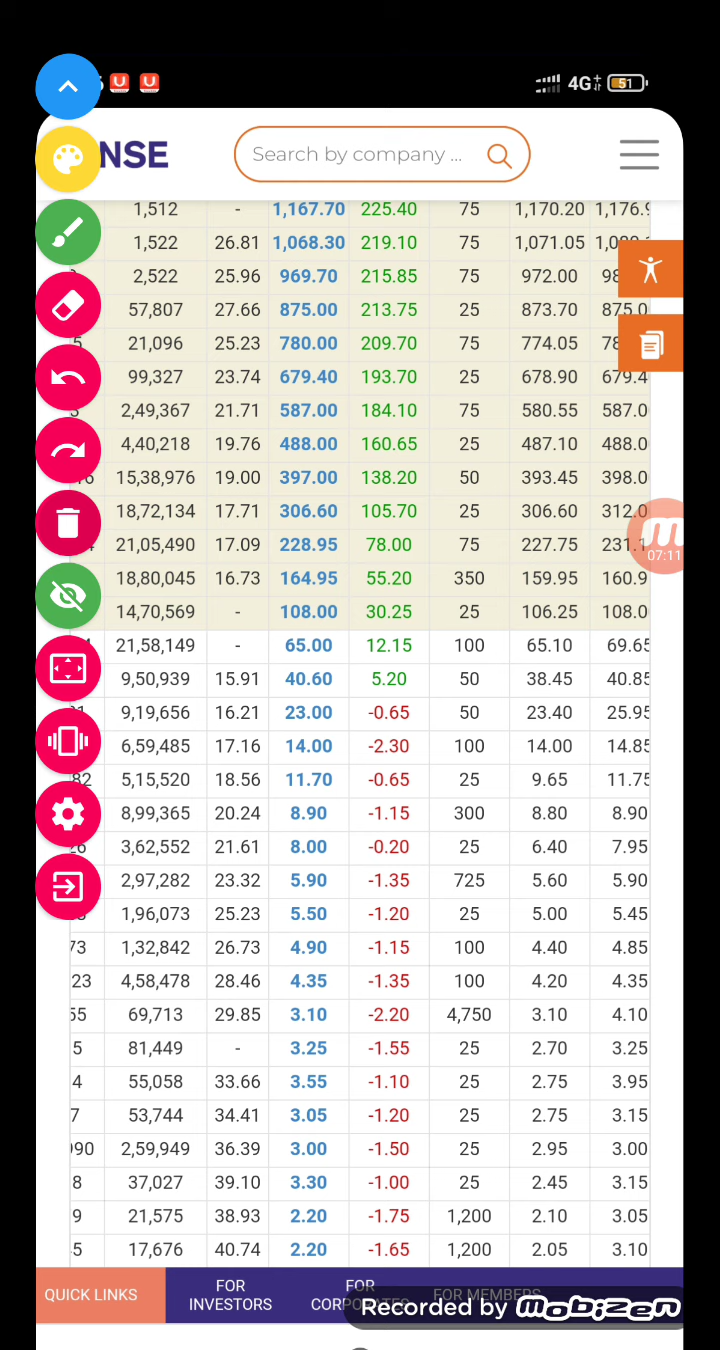 4G 51
NSE
Search by company ...
1,512 - 1,167.70 225.40 75 1,170.20
1,522 26.81 1,068.30 219.10 75 1,071.05
2,522 25.96 969.70 215.85 75 972.00
57,807 27.66 875.00 213.75 25 873.70 875.0
5 21,096 25.23 780.00 209.70 75 774.05
99,327 23.74 679.40 193.70 25 678.90 679.4
2,49,367 21.71 587.00 184.10 75 580.55 587.0
4,40,218 19.76 488.00 160.65 25 487.10 488.0
15,38,976 19.00 397.00 138.20 50 393.45 398.0
18,72,134 17.71 306.60 105.70 25 306.60 312.0
21,05,490 17.09 228.95 78.00 75 227.75 231.1
07:11
18,80,045 16.73 164.95 55.20 350 159.95 160.9
14,70,569 - 108.00 30.25 25 106.25 108.0
21,58,149 - 65.00 12.15 100 65.10 69.65
9,50,939 15.91 40.60 5.20 50 38.45 40.85
9,19,656 16.21 23.00 -0.65 50 23.40 25.95
6,59,485 17.16 14.00 -2.30 100 14.00 14.85
82 5,15,520 18.56 11.70 -0.65 25 9.65 11.75
8,99,365 20.24 8.90 -1.15 300 8.80 8.90
3,62,552 21.61 8.00 -0.20 25 6.40 7.95
2,97,282 23.32 5.90 -1.35 725 5.60 5.90
1,96,073 25.23 5.50 -1.20 25 5.00 5.45
73 1,32,842 26.73 4.90 -1.15 100 4.40 4.85
23 4,58,478 28.46 4.35 -1.35 100 4.20 4.35
55 69,713 29.85 3.10 -2.20 4,750 3.10 4.10
5 81,449 - 3.25 -1.55 25 2.70 3.25
4 55,058 33.66 3.55 -1.10 25 2.75 3.95
7 53,744 34.41 3.05 -1.20 25 2.75 3.15
90 2,59,949 36.39 3.00 -1.50 25 2.95 3.00
8 37,027 39.10 3.30 -1.00 25 2.45 3.15
9 21,575 38.93 2.20 -1.75 1,200 2.10 3.05
5 17,676 40.74 2.20 -1.65 1,200 2.05 3.10
QUICK LINKS
FOR INVESTORS
FOR CORPORATES
FOR MEMBERS
Recorded by mobizen